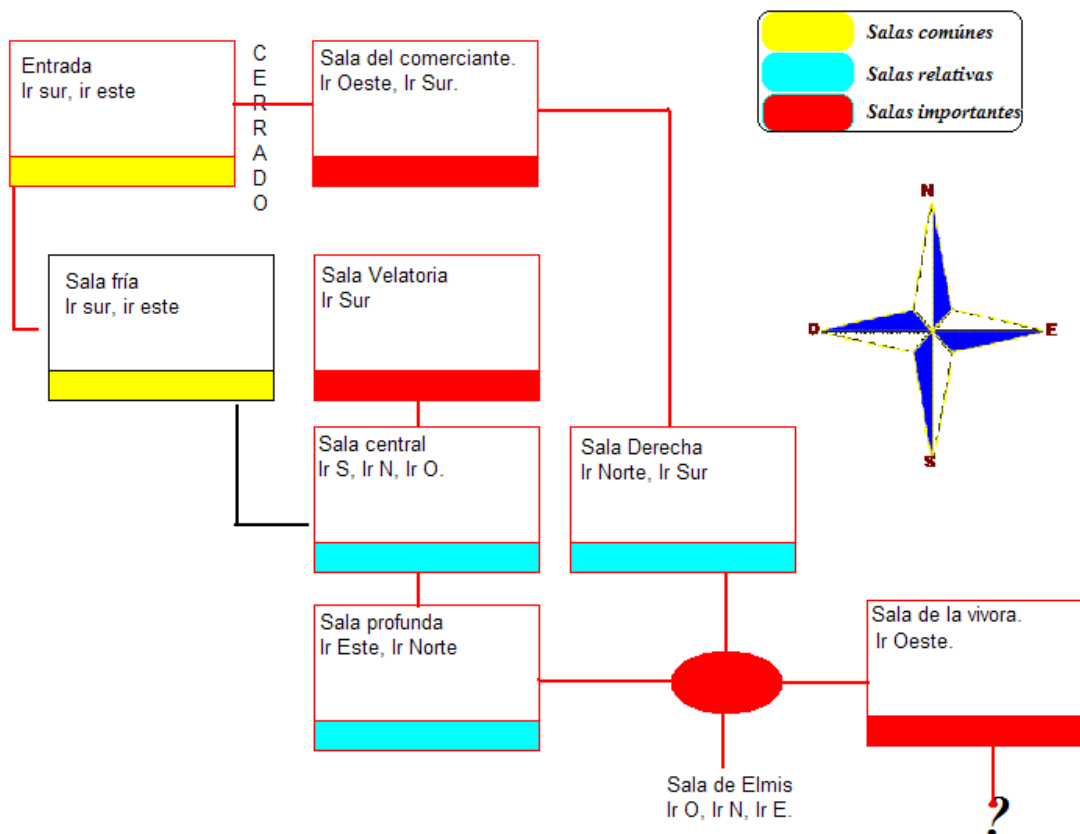 Entrada
Ir sur, ir este
CERRADO
Sala del comerciante.
Ir Oeste, Ir Sur.
Salas comúnes
Salas relativas
Salas importantes
N
O
E
S
Sala fría
Ir sur, ir este
Sala Velatoria
Ir Sur
Sala central
Ir S, Ir N, Ir O.
Sala Derecha
Ir Norte, Ir Sur
Sala profunda
Ir Este, Ir Norte
Sala de la vivora.
Ir Oeste.
Sala de Elmis
Ir O, Ir N, Ir E.
?